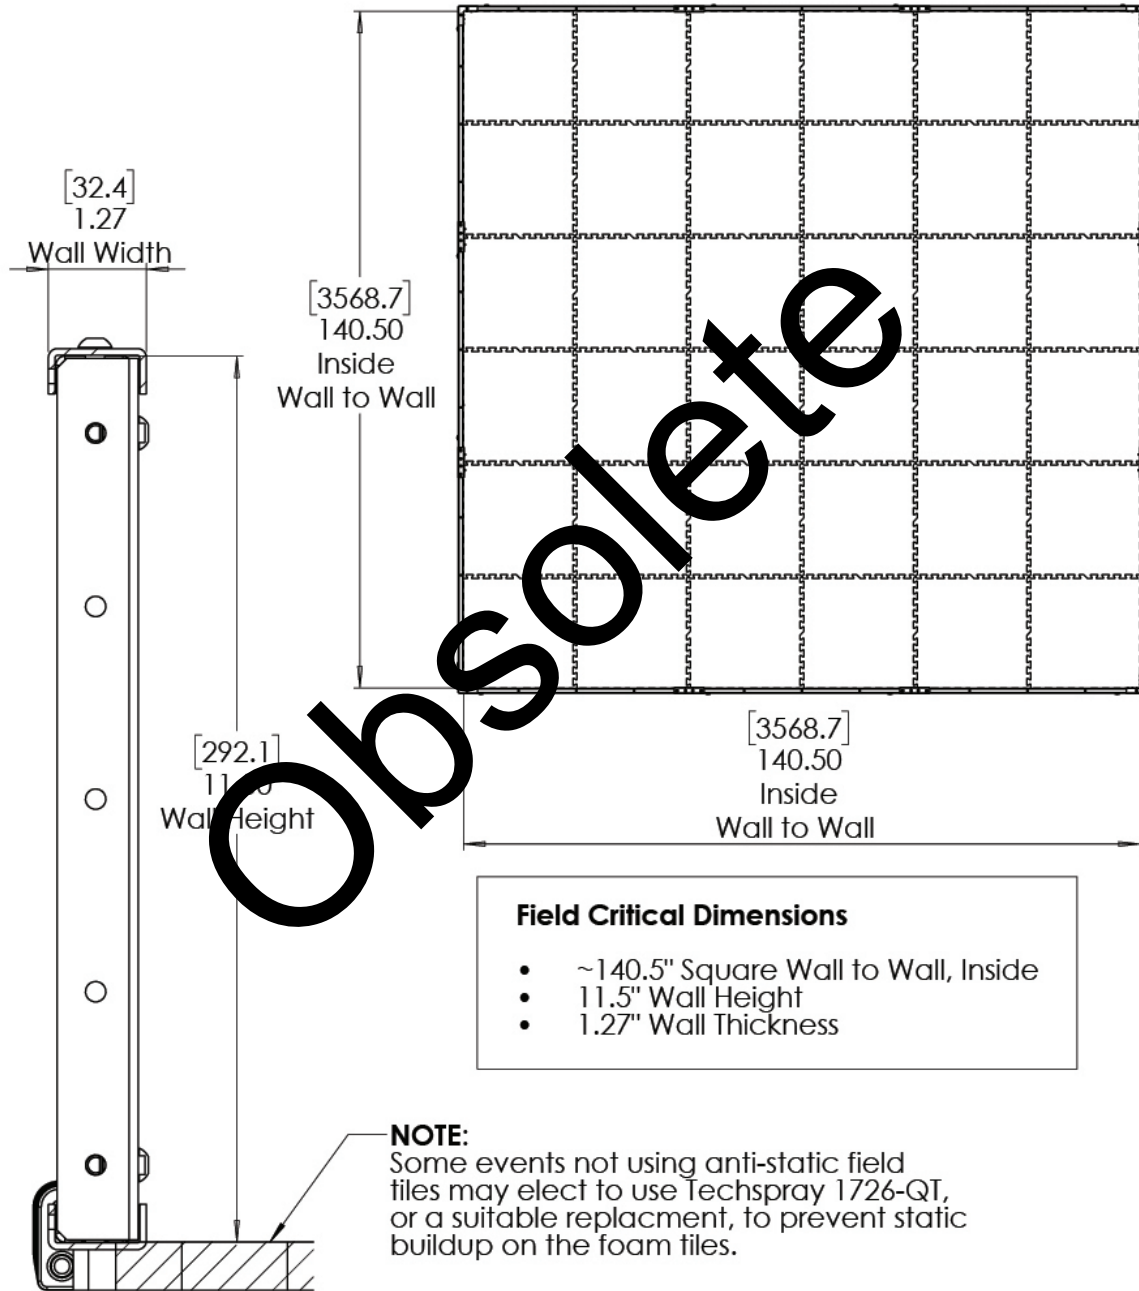 [32.4]
1.27
Wall Width
[3568.7]
140.50
Inside
Wall to Wall
[292.1]
Wall Height
Obsolete
[3568.7]
140.50
Inside
Wall to Wall
Field Critical Dimensions
• ~140.5" Square Wall to Wall, Inside
• 11.5" Wall Height
• 1.27" Wall Thickness
NOTE:
Some events not using anti-static field
tiles may elect to use Techspray 1726-QT,
or a suitable replacment, to prevent static
buildup on the foam tiles.